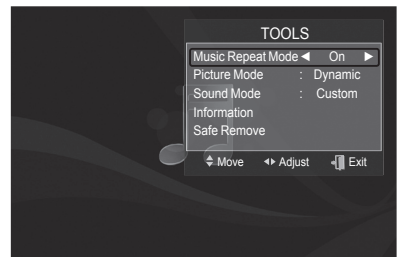 TOOLS
Music Repeat Mode ◄ On ►
Picture Mode : Dynamic
Sound Mode : Custom
Information
Safe Remove
Move Adjust Exit